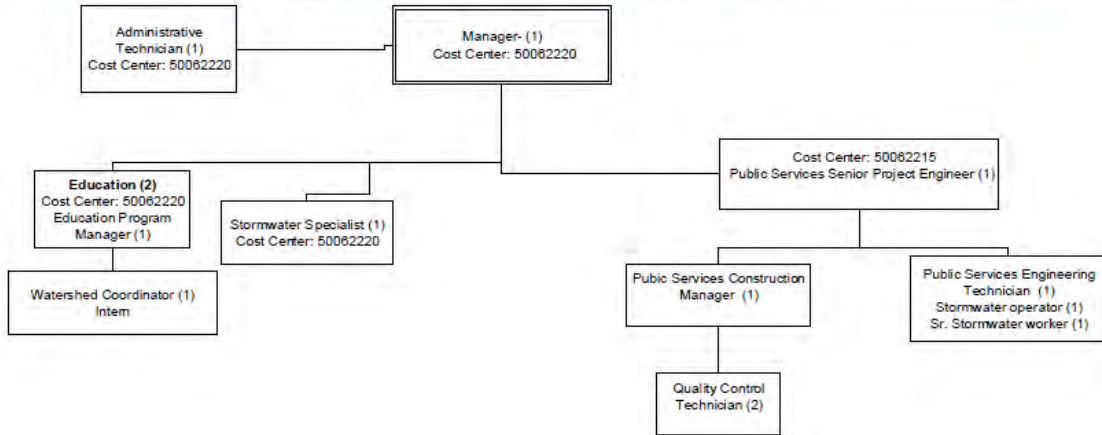 Administrative
Technician (1)
Cost Center: 50062220
Manager- (1)
Cost Center: 50062220
Cost Center: 50062215
Public Services Senior Project Engineer (1)
Education (2)
Cost Center: 50062220
Education Program
Manager (1)
Stormwater Specialist (1)
Cost Center: 50062220
Watershed Coordinator (1)
Intern
Pubic Services Construction
Manager (1)
Public Services Engineering
Technician (1)
Stormwater operator (1)
Sr. Stormwater worker (1)
Quality Control
Technician (2)